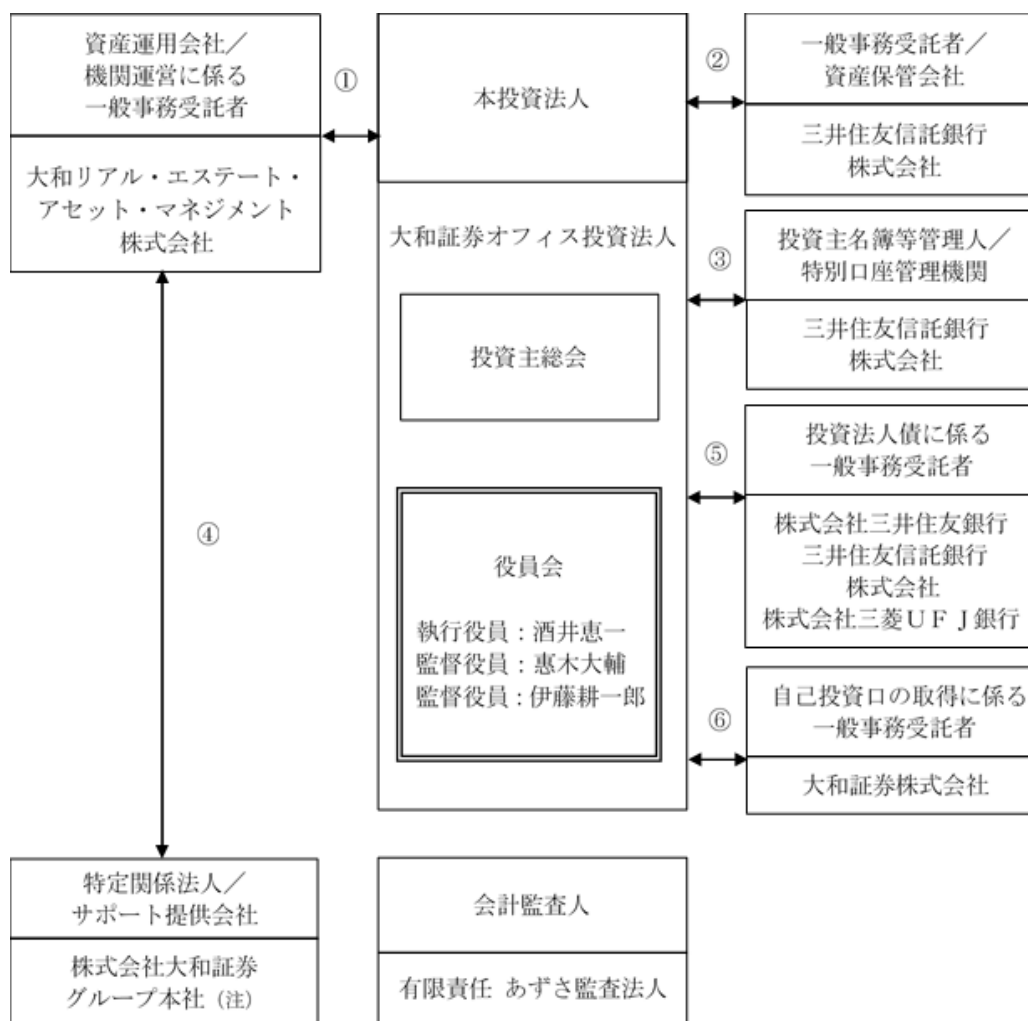 資産運用会社／
機関運営に係る
一般事務受託者
大和リアル・エステート・
アセット・マネジメント
株式会社
①
本投資法人
大和証券オフィス投資法人
投資主総会
役員会
執行役員：酒井恵一
監督役員：惠木大輔
監督役員：伊藤耕一郎
②
一般事務受託者／
資産保管会社
三井住友信託銀行
株式会社
③
投資主名簿等管理人／
特別口座管理機関
三井住友信託銀行
株式会社
⑤
投資法人債に係る
一般事務受託者
株式会社三井住友銀行
三井住友信託銀行
株式会社
株式会社三菱ＵＦＪ銀行
⑥
自己投資口の取得に係る
一般事務受託者
大和証券株式会社
④
特定関係法人／
サポート提供会社
株式会社大和証券
グループ本社（注）
会計監査人
有限責任 あずさ監査法人